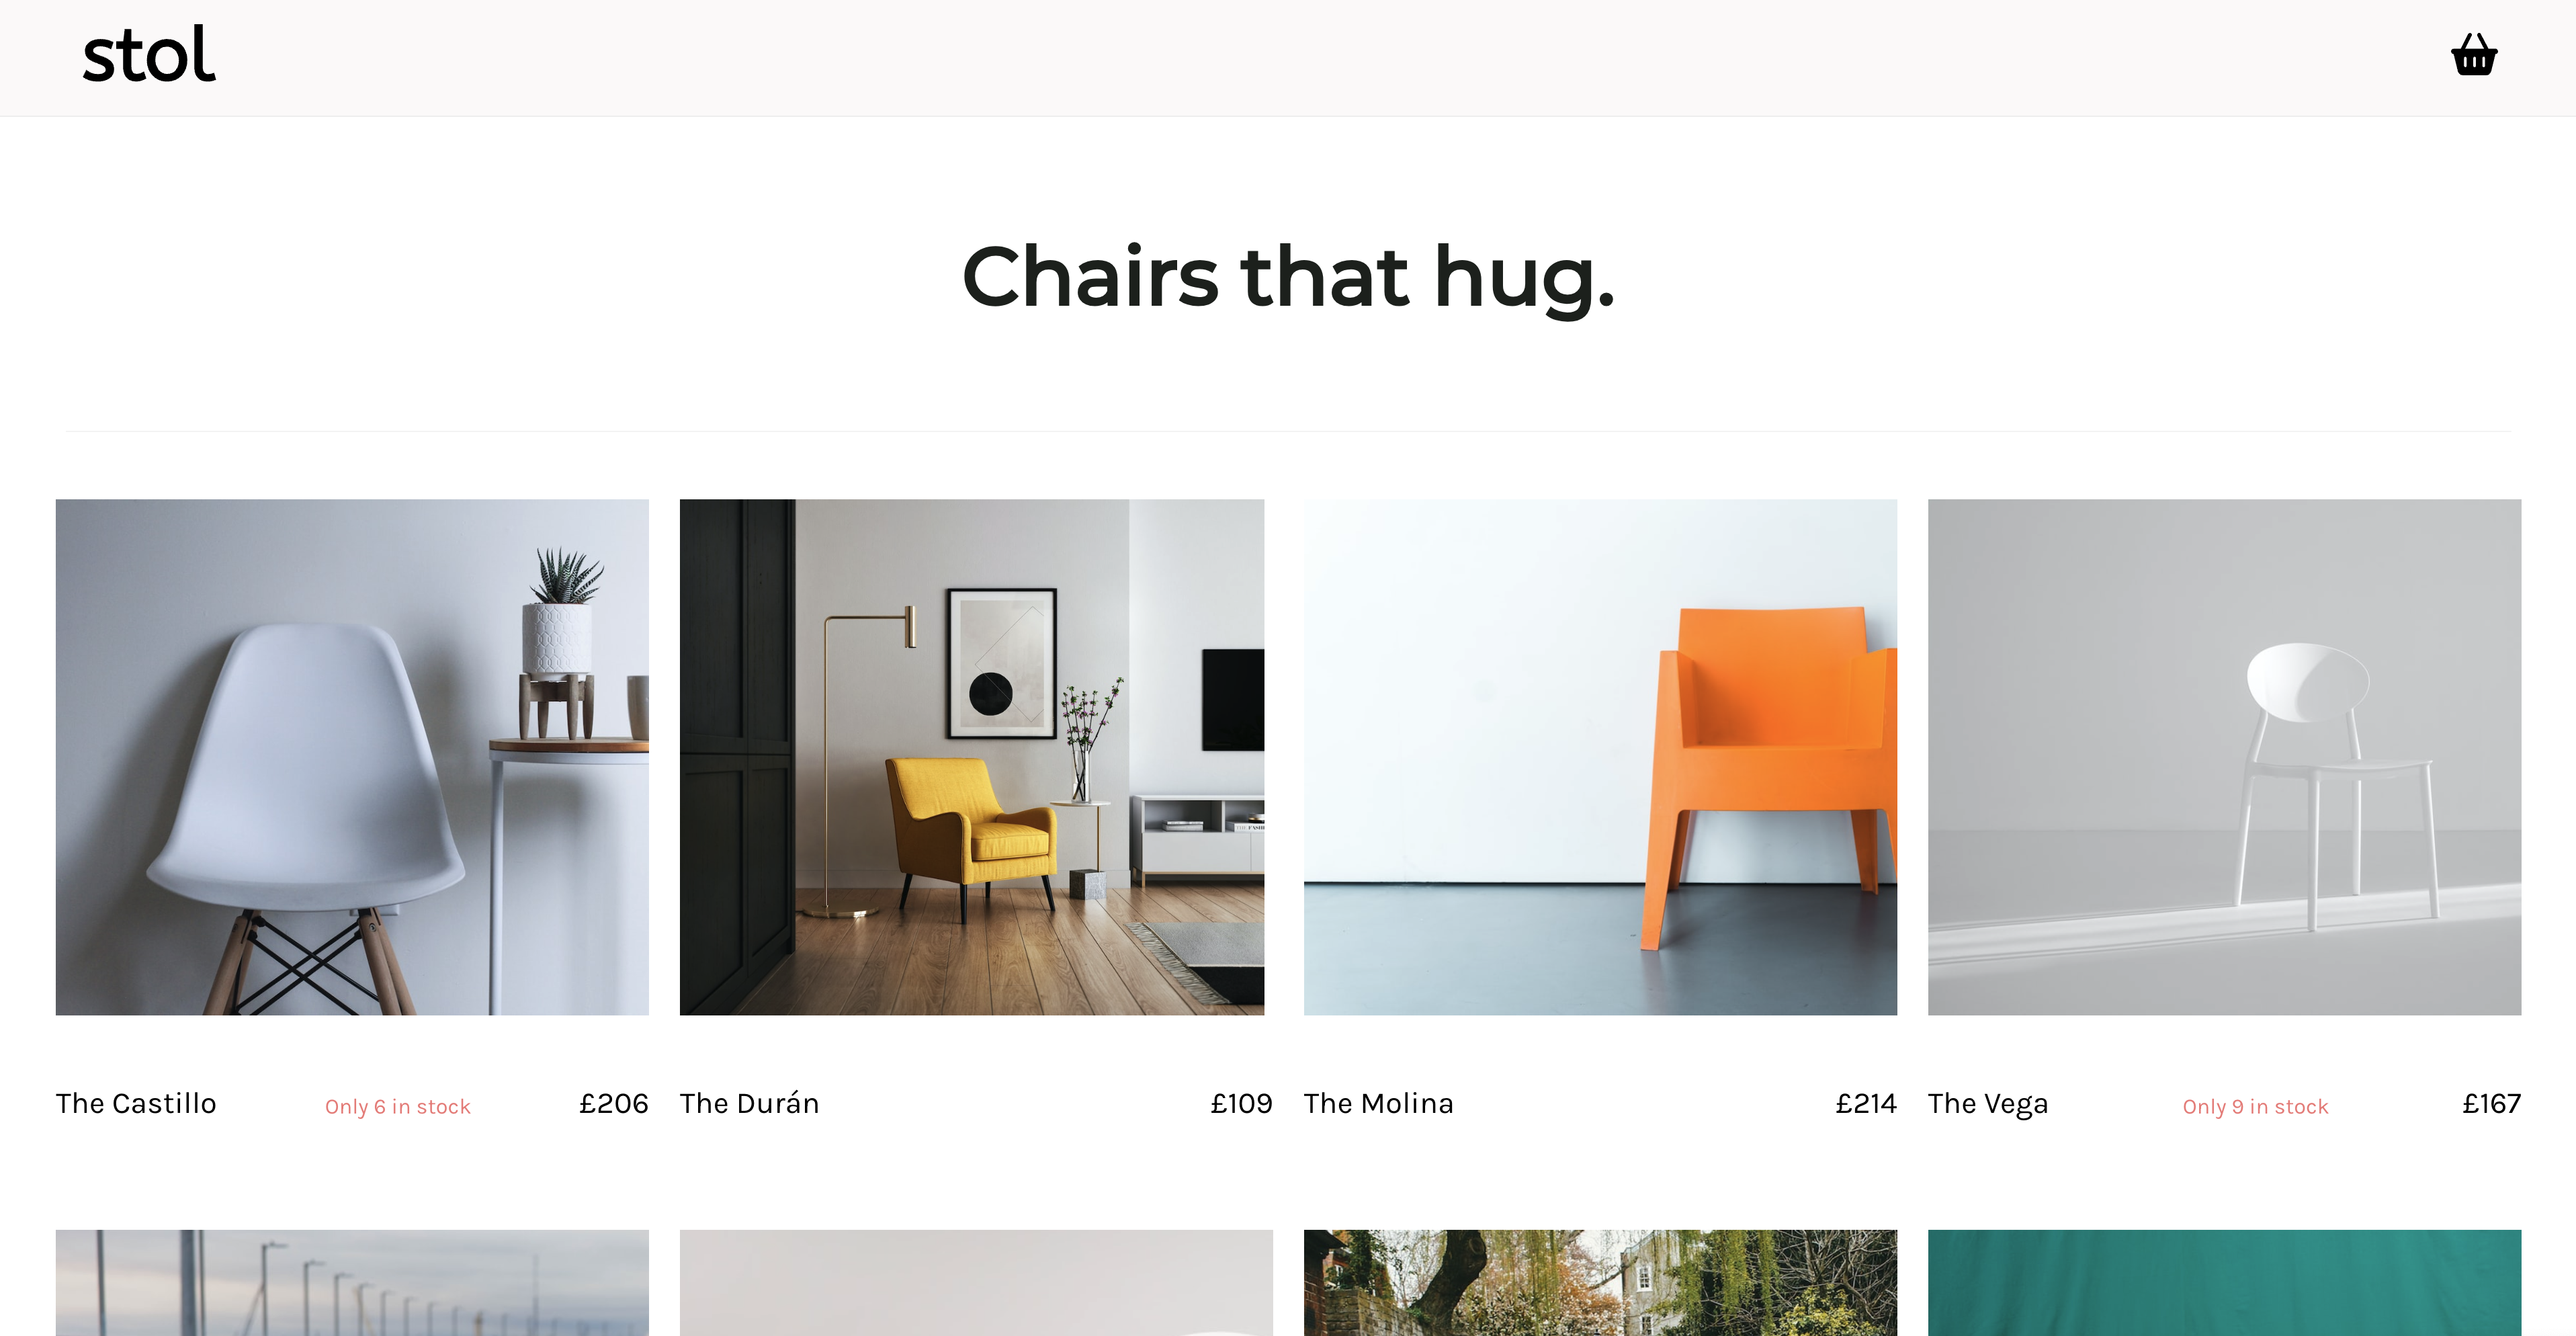 stol
Chairs that hug.
The Castillo Only 6 in stock £206
The Durán £109
The Molina £214
The Vega Only 9 in stock £167